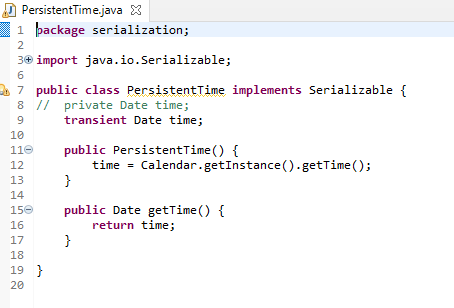 PersistentTime.java
1 package serialization;
2
3 import java.io.Serializable;
6
7 public class PersistentTime implements Serializable {
8 // private Date time;
9 transient Date time;
10
11 public PersistentTime() {
12 time = Calendar.getInstance().getTime();
13 }
14
15 public Date getTime() {
16 return time;
17 }
18
19 }
20